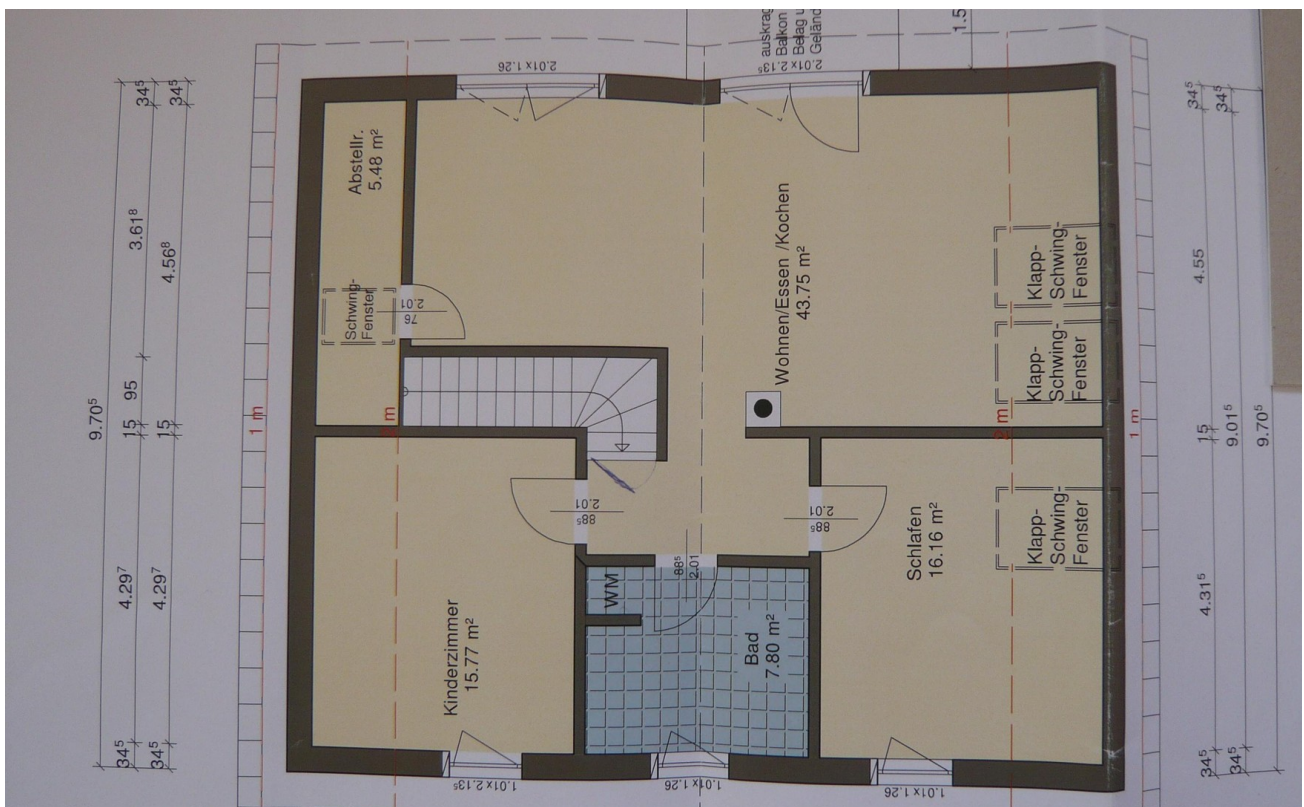 auskrag
Balkon
Belag u
Geländ
1.5
2.01x1.26
2.01x2.13⁵
Abstellr.
5.48 m²
Schwing-
Fenster
76
2.01
Wohnen/Essen /Kochen
43.75 m²
Klapp-
Schwing-
Fenster
Klapp-
Schwing-
Fenster
Klapp-
Schwing-
Fenster
1 m
2 m
1 m
Kinderzimmer
15.77 m²
88⁵
2.01
88⁵
2.01
88⁵
2.01
WM
Bad
7.80 m²
Schlafen
16.16 m²
1.01x2.13⁵
1.01x1.26
1.01x1.26
9.70⁵
34⁵
4.29⁷
15
95
3.61⁸
34⁵
34⁵
4.29⁷
15
4.56⁸
34⁵
34⁵
4.31⁵
15
4.55
34⁵
34⁵
9.01⁵
34⁵
9.70⁵